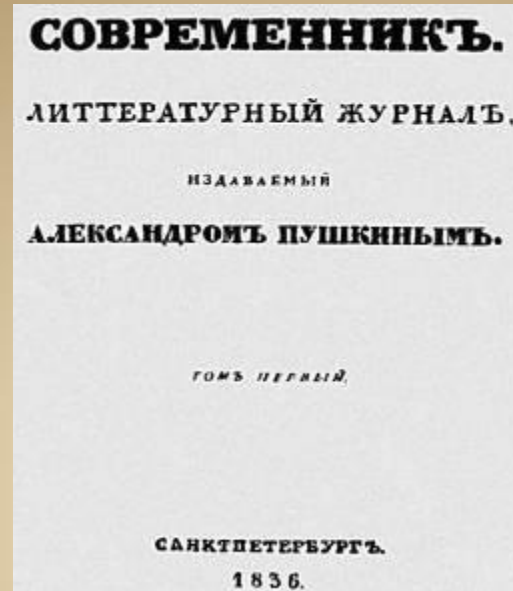 СОВРЕМЕННИКЪ.
ЛИТТЕРАТУРНЫЙ ЖУРНАЛЪ,
ИЗДАВАЕМЫЙ
АЛЕКСАНДРОМЪ ПУШКИНЫМЪ.
ТОМЪ ПЕРВЫЙ.
САНКТПЕТЕРБУРГЪ.
1836.